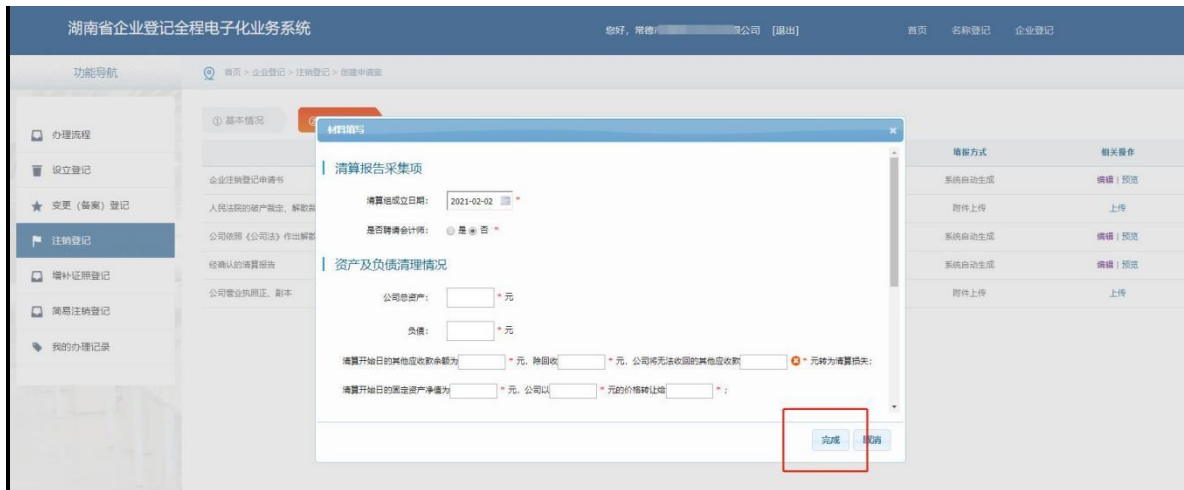 湖南省企业登记全程电子化业务系统
您好，常德 限公司 [退出]
首页 名称登记 企业登记
功能导航
首页 > 企业登记 > 注销登记 > 创建申请案
办理流程
设立登记
变更（备案）登记
注销登记
增补证照登记
简易注销登记
我的办理记录
① 基本情况
填报方式 相关操作
企业注销登记申请书 系统自动生成 编辑 | 预览
人民法院的破产裁定、解散裁 附件上传 上传
公司依照《公司法》作出解散 系统自动生成 编辑 | 预览
经确认的清算报告 系统自动生成 编辑 | 预览
公司营业执照正、副本 附件上传 上传
材料填写
清算报告采集项
清算组成立日期： 2021-02-02 *
是否聘请会计师： 是 否 *
资产及负债清理情况
公司总资产： * 元
负债： * 元
清算开始日的其他应收款余额为 * 元，除回收 * 元，公司将无法收回的其他应收款 * 元转为清算损失；
清算开始日的固定资产净值为 * 元，公司以 * 元的价格转让给 * ；
完成 取消